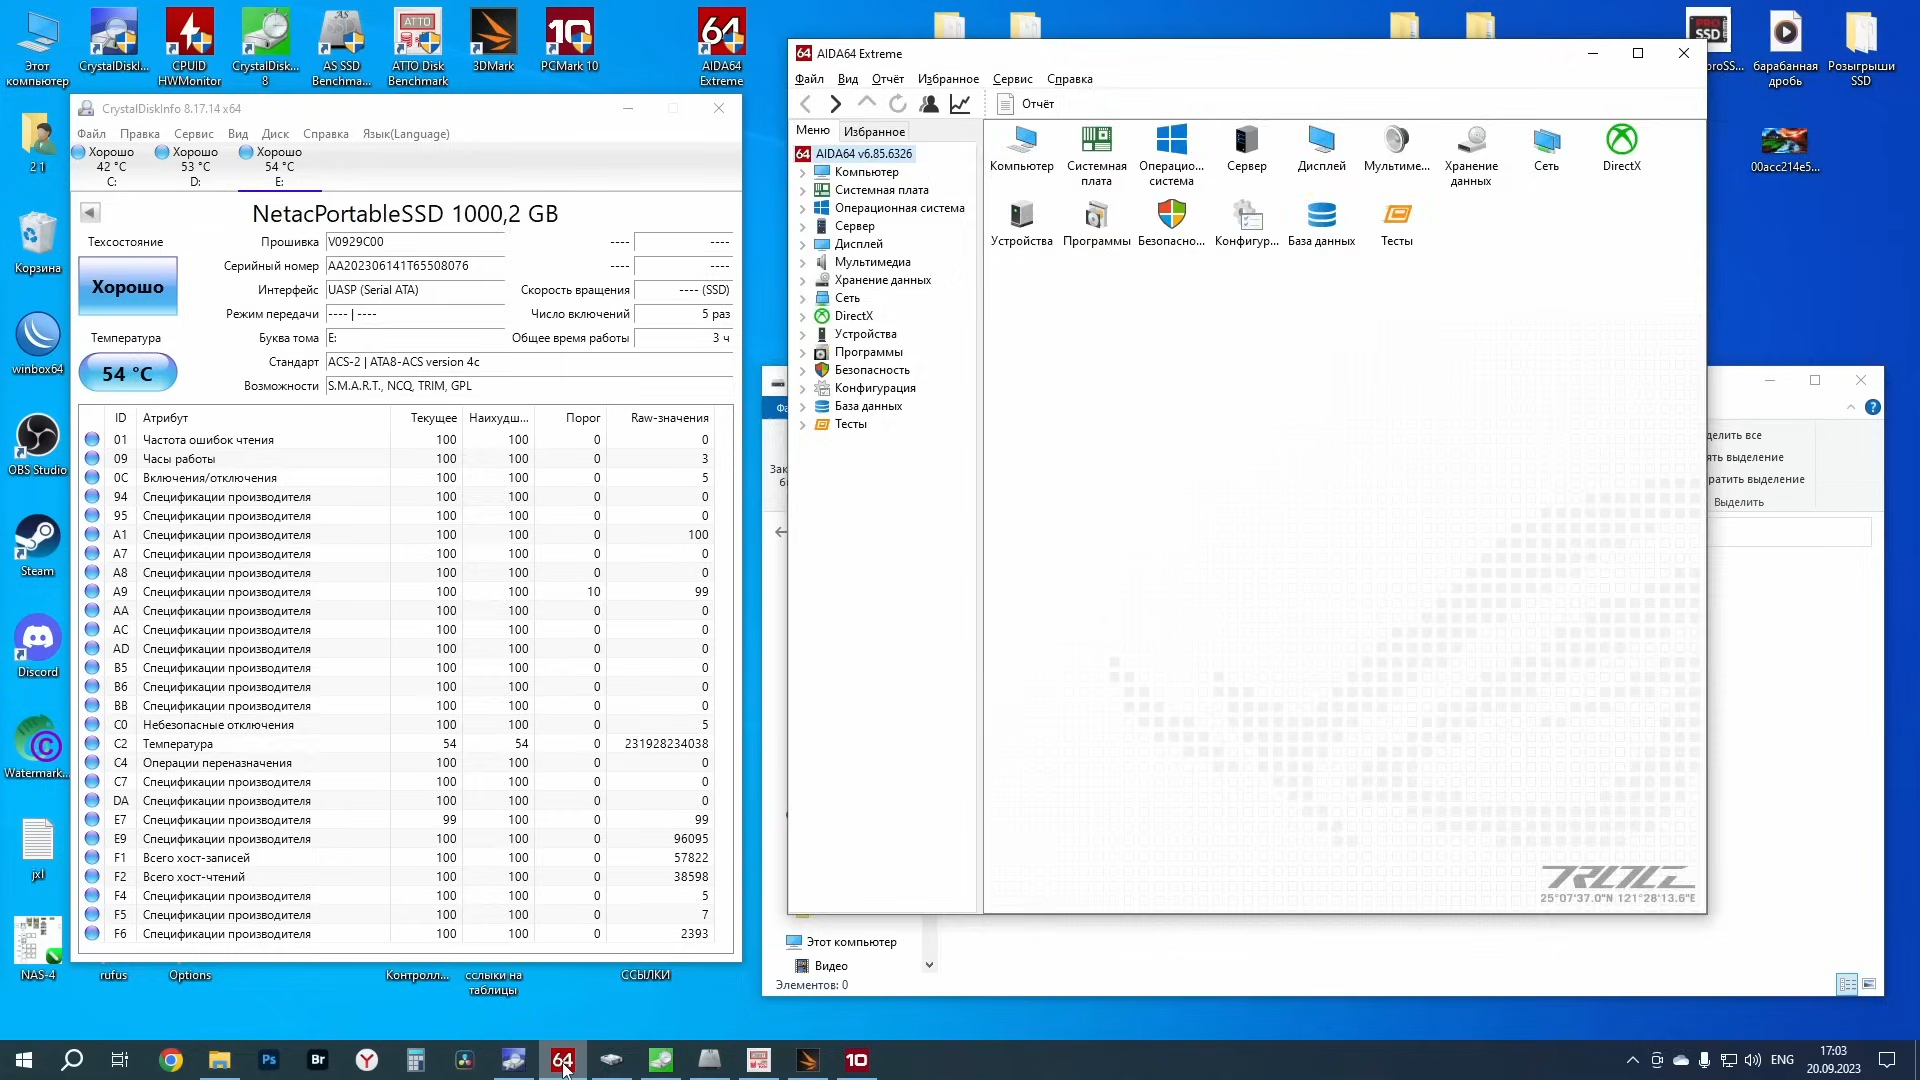 Этот компьютер
CrystalDiskI...
CPUID HWMonitor
CrystalDisk... 8
AS SSD Benchma...
ATTO Disk Benchmark
3DMark
PCMark 10
AIDA64 Extreme
барабанная дробь
Розыгрыши SSD
2 1
Корзина
winbox64
OBS Studio
Steam
Discord
Watermark...
jxl
NAS-4
rufus
Options
Контролл...
сслыки на таблицы
ССЫЛКИ
00acc214e5...
CrystalDiskInfo 8.17.14 x64
Файл Правка Сервис Вид Диск Справка Язык(Language)
Хорошо Хорошо Хорошо
42 °C 53 °C 54 °C
C: D: E:
NetacPortableSSD 1000,2 GB
Техсостояние
Хорошо
Температура
54 °C
Прошивка V0929C00 ---- ----
Серийный номер AA202306141T65508076 ---- ----
Интерфейс UASP (Serial ATA) Скорость вращения ---- (SSD)
Режим передачи ---- | ---- Число включений 5 раз
Буква тома E: Общее время работы 3 ч
Стандарт ACS-2 | ATA8-ACS version 4c
Возможности S.M.A.R.T., NCQ, TRIM, GPL
ID Атрибут Текущее Наихудш... Порог Raw-значения
01 Частота ошибок чтения 100 100 0 0
09 Часы работы 100 100 0 3
0C Включения/отключения 100 100 0 5
94 Спецификации производителя 100 100 0 0
95 Спецификации производителя 100 100 0 0
A1 Спецификации производителя 100 100 0 100
A7 Спецификации производителя 100 100 0 0
A8 Спецификации производителя 100 100 0 0
A9 Спецификации производителя 100 100 10 99
AA Спецификации производителя 100 100 0 0
AC Спецификации производителя 100 100 0 0
AD Спецификации производителя 100 100 0 0
B5 Спецификации производителя 100 100 0 0
B6 Спецификации производителя 100 100 0 0
BB Спецификации производителя 100 100 0 0
C0 Небезопасные отключения 100 100 0 5
C2 Температура 54 54 0 231928234038
C4 Операции переназначения 100 100 0 0
C7 Спецификации производителя 100 100 0 0
DA Спецификации производителя 100 100 0 0
E7 Спецификации производителя 99 100 0 99
E9 Спецификации производителя 100 100 0 96095
F1 Всего хост-записей 100 100 0 57822
F2 Всего хост-чтений 100 100 0 38598
F4 Спецификации производителя 100 100 0 5
F5 Спецификации производителя 100 100 0 7
F6 Спецификации производителя 100 100 0 2393
AIDA64 Extreme
Файл Вид Отчёт Избранное Сервис Справка
Отчёт
Меню Избранное
AIDA64 v6.85.6326
Компьютер
Системная плата
Операционная система
Сервер
Дисплей
Мультимедиа
Хранение данных
Сеть
DirectX
Устройства
Программы
Безопасность
Конфигурация
База данных
Тесты
Компьютер
Системная плата
Операцио... система
Сервер
Дисплей
Мультиме...
Хранение данных
Сеть
DirectX
Устройства
Программы
Безопасно...
Конфигур...
База данных
Тесты
25°07'37.0"N 121°28'13.6"E
делить все
ять выделение
ратить выделение
Выделить
Этот компьютер
Видео
Элементов: 0
ENG
17:03
20.09.2023